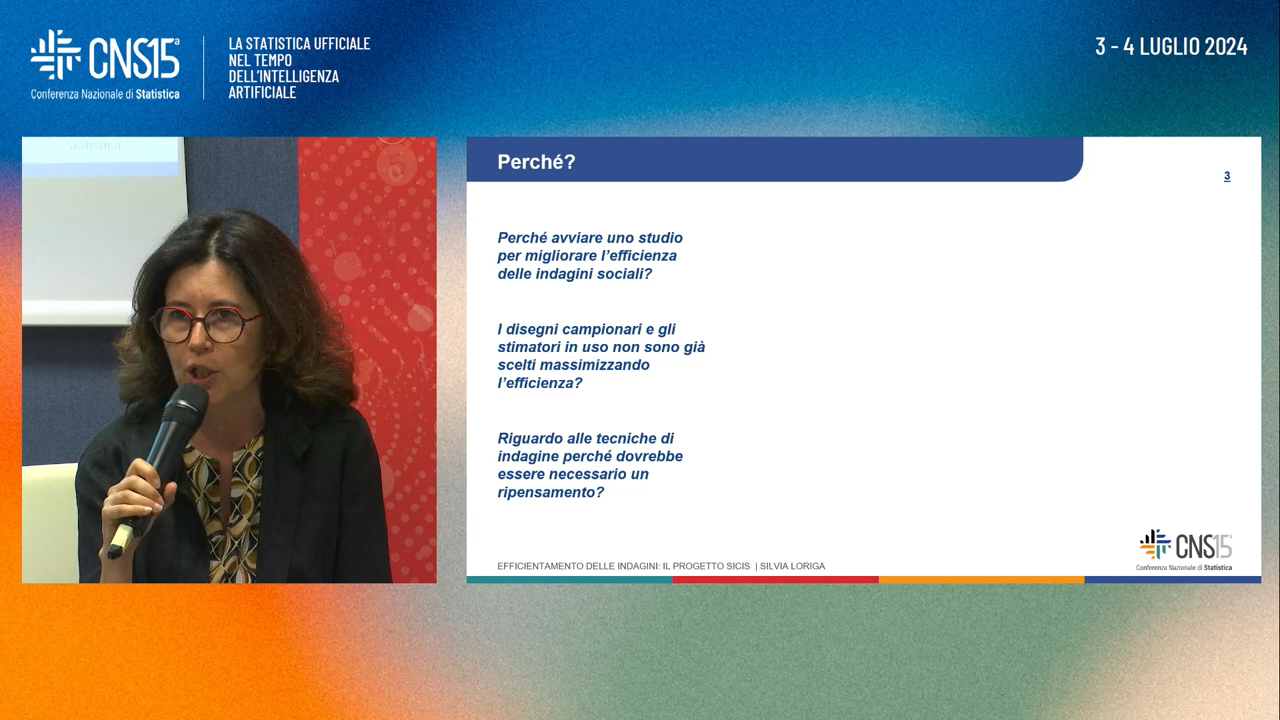 CNS15ª
Conferenza Nazionale di Statistica
LA STATISTICA UFFICIALE
NEL TEMPO
DELL'INTELLIGENZA
ARTIFICIALE
3 - 4 LUGLIO 2024
Perché?
3
Perché avviare uno studio
per migliorare l'efficienza
delle indagini sociali?
I disegni campionari e gli
stimatori in uso non sono già
scelti massimizzando
l'efficienza?
Riguardo alle tecniche di
indagine perché dovrebbe
essere necessario un
ripensamento?
CNS15
Conferenza Nazionale di Statistica
EFFICIENTAMENTO DELLE INDAGINI: IL PROGETTO SICIS | SILVIA LORIGA